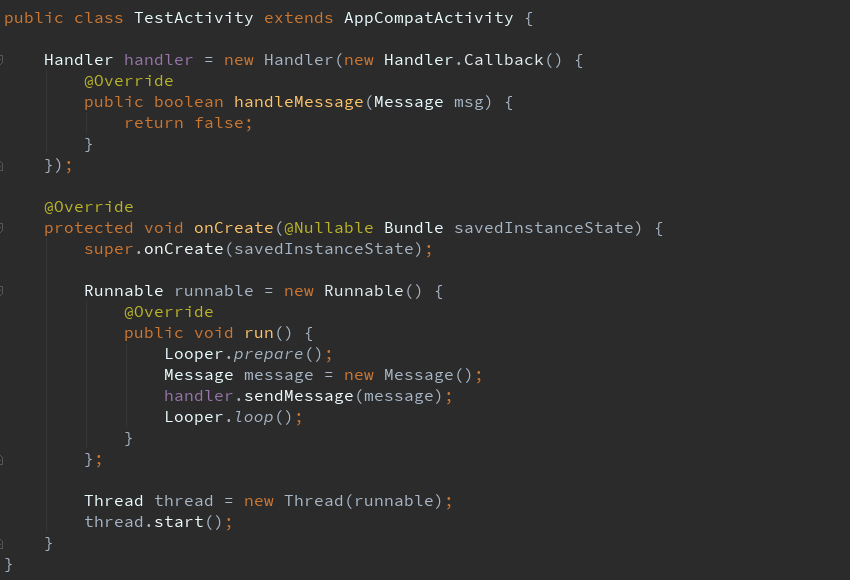 public class TestActivity extends AppCompatActivity {
Handler handler = new Handler(new Handler.Callback() {
@Override
public boolean handleMessage(Message msg) {
return false;
}
});
@Override
protected void onCreate(@Nullable Bundle savedInstanceState) {
super.onCreate(savedInstanceState);
Runnable runnable = new Runnable() {
@Override
public void run() {
Looper.prepare();
Message message = new Message();
handler.sendMessage(message);
Looper.loop();
}
};
Thread thread = new Thread(runnable);
thread.start();
}
}